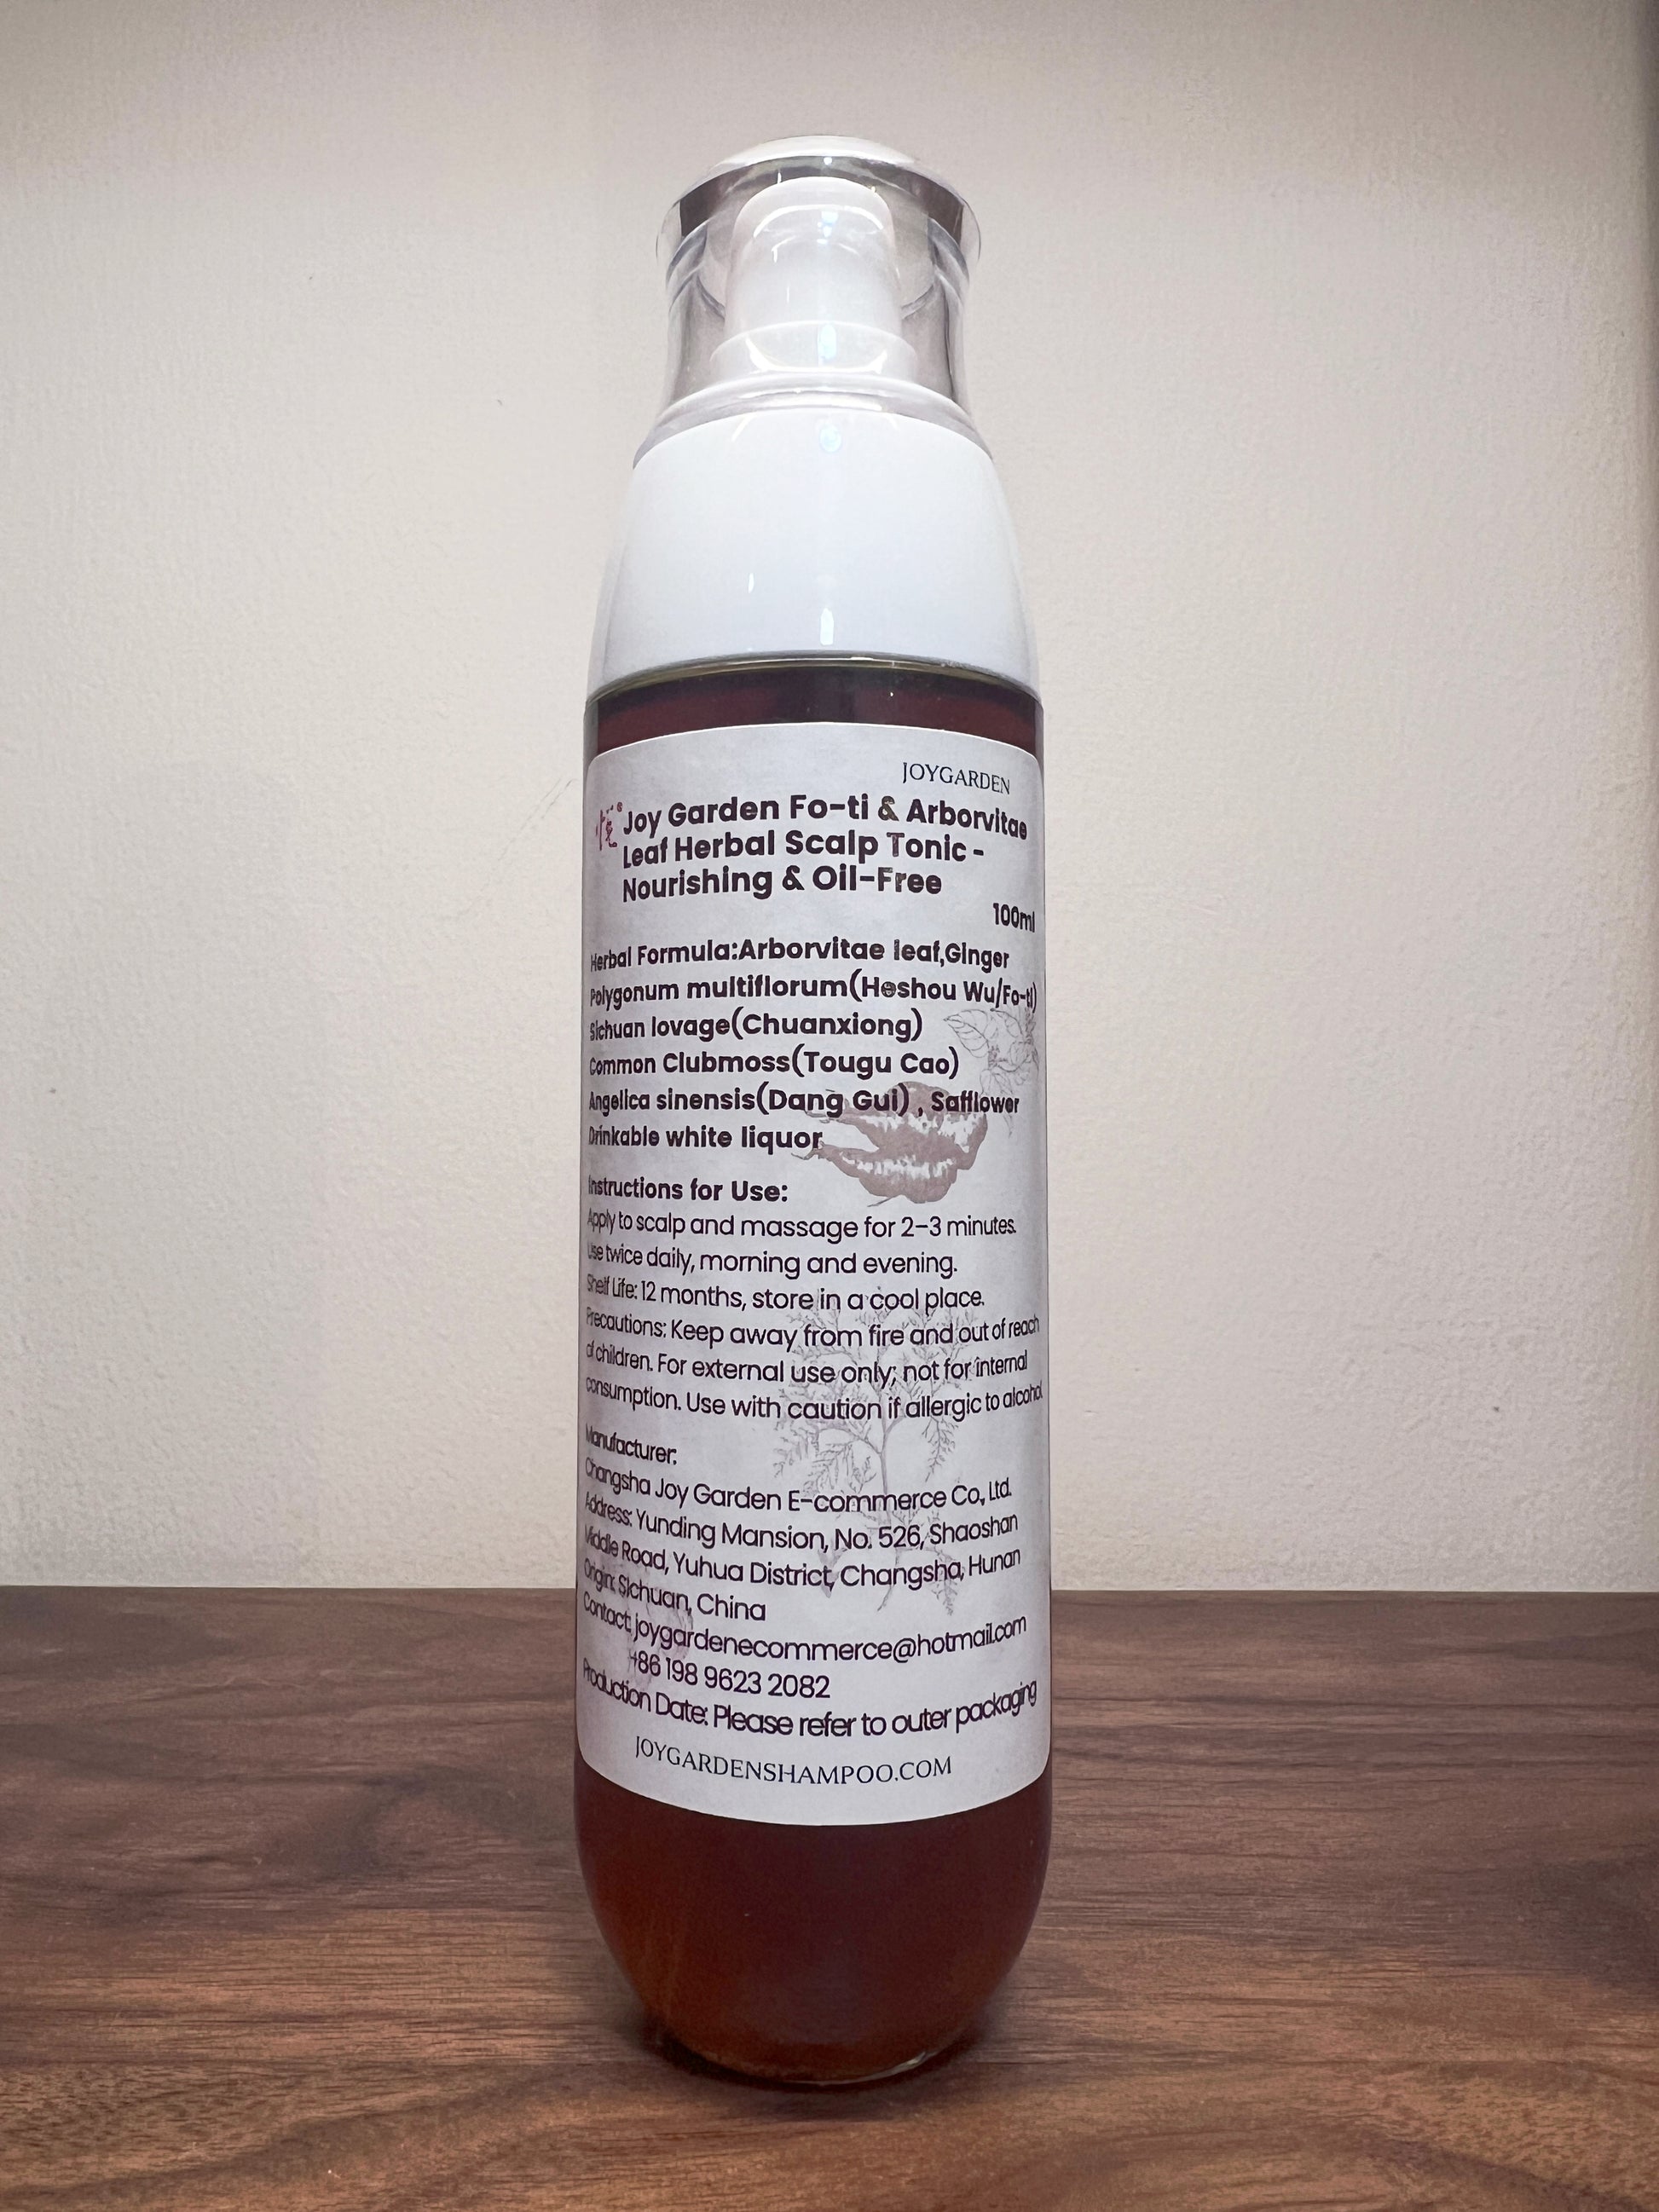 JOYGARDEN
Joy Garden Fo-ti & Arborvitae
Leaf Herbal Scalp Tonic -
Nourishing & Oil-Free
100ml
Herbal Formula:Arborvitae leaf,Ginger
Polygonum multiflorum(Heshou Wu/Fo-ti)
Sichuan lovage(Chuanxiong)
Common Clubmoss(Tougu Cao)
Angelica sinensis(Dang Gui) , Safflower
Drinkable white liquor
Instructions for Use:
Apply to scalp and massage for 2-3 minutes.
Use twice daily, morning and evening.
Shelf Life: 12 months, store in a cool place.
Precautions: Keep away from fire and out of reach
of children. For external use only; not for internal
consumption. Use with caution if allergic to alcohol.
Manufacturer:
Changsha Joy Garden E-commerce Co., Ltd.
Address: Yunding Mansion, No. 526, Shaoshan
Middle Road, Yuhua District, Changsha, Hunan
Origin: Sichuan, China
Contact: joygardenecommerce@hotmail.com
+86 198 9623 2082
Production Date: Please refer to outer packaging
JOYGARDENSHAMPOO.COM